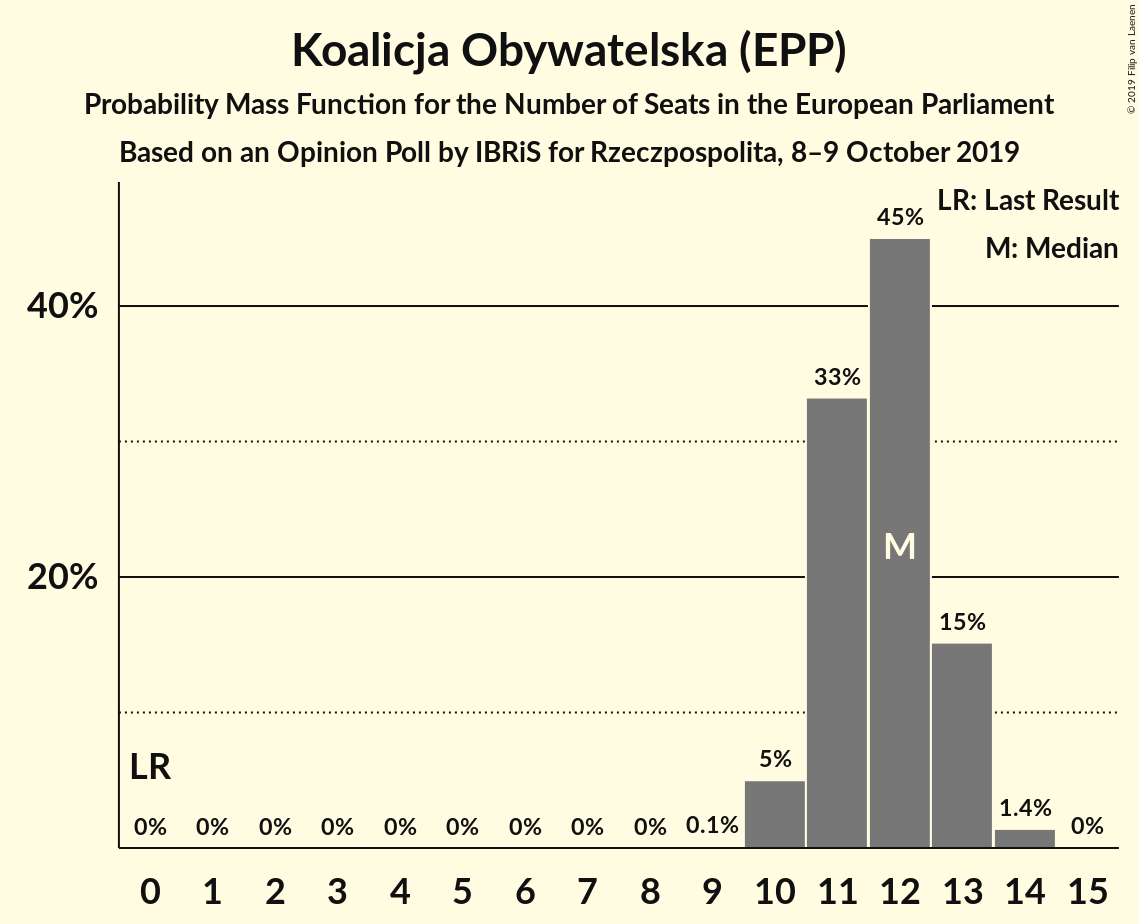 Koalicja Obywatelska (EPP)
Probability Mass Function for the Number of Seats in the European Parliament
Based on an Opinion Poll by IBRiS for Rzeczpospolita, 8–9 October 2019
© 2019 Filip van Laenen
LR: Last Result
M: Median
45%
40%
33%
M
20%
15%
LR
5%
1.4%
0% 0% 0% 0% 0% 0% 0% 0% 0% 0.1% 0%
0 1 2 3 4 5 6 7 8 9 10 11 12 13 14 15